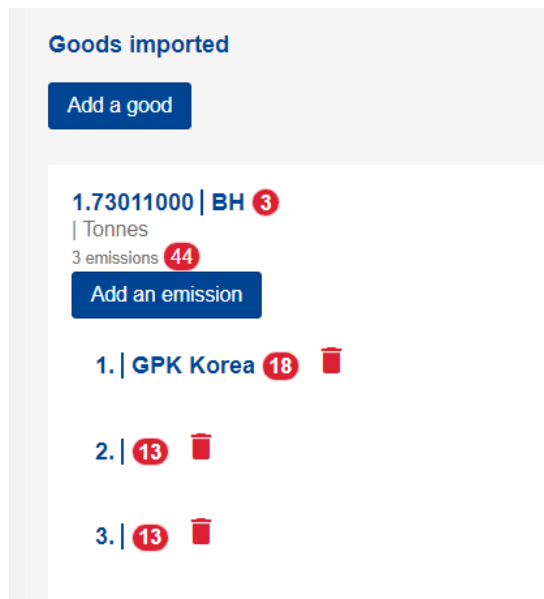 Goods imported
Add a good
1.73011000 | BH 3
| Tonnes
3 emissions 44
Add an emission
1. | GPK Korea 18
2. | 13
3. | 13